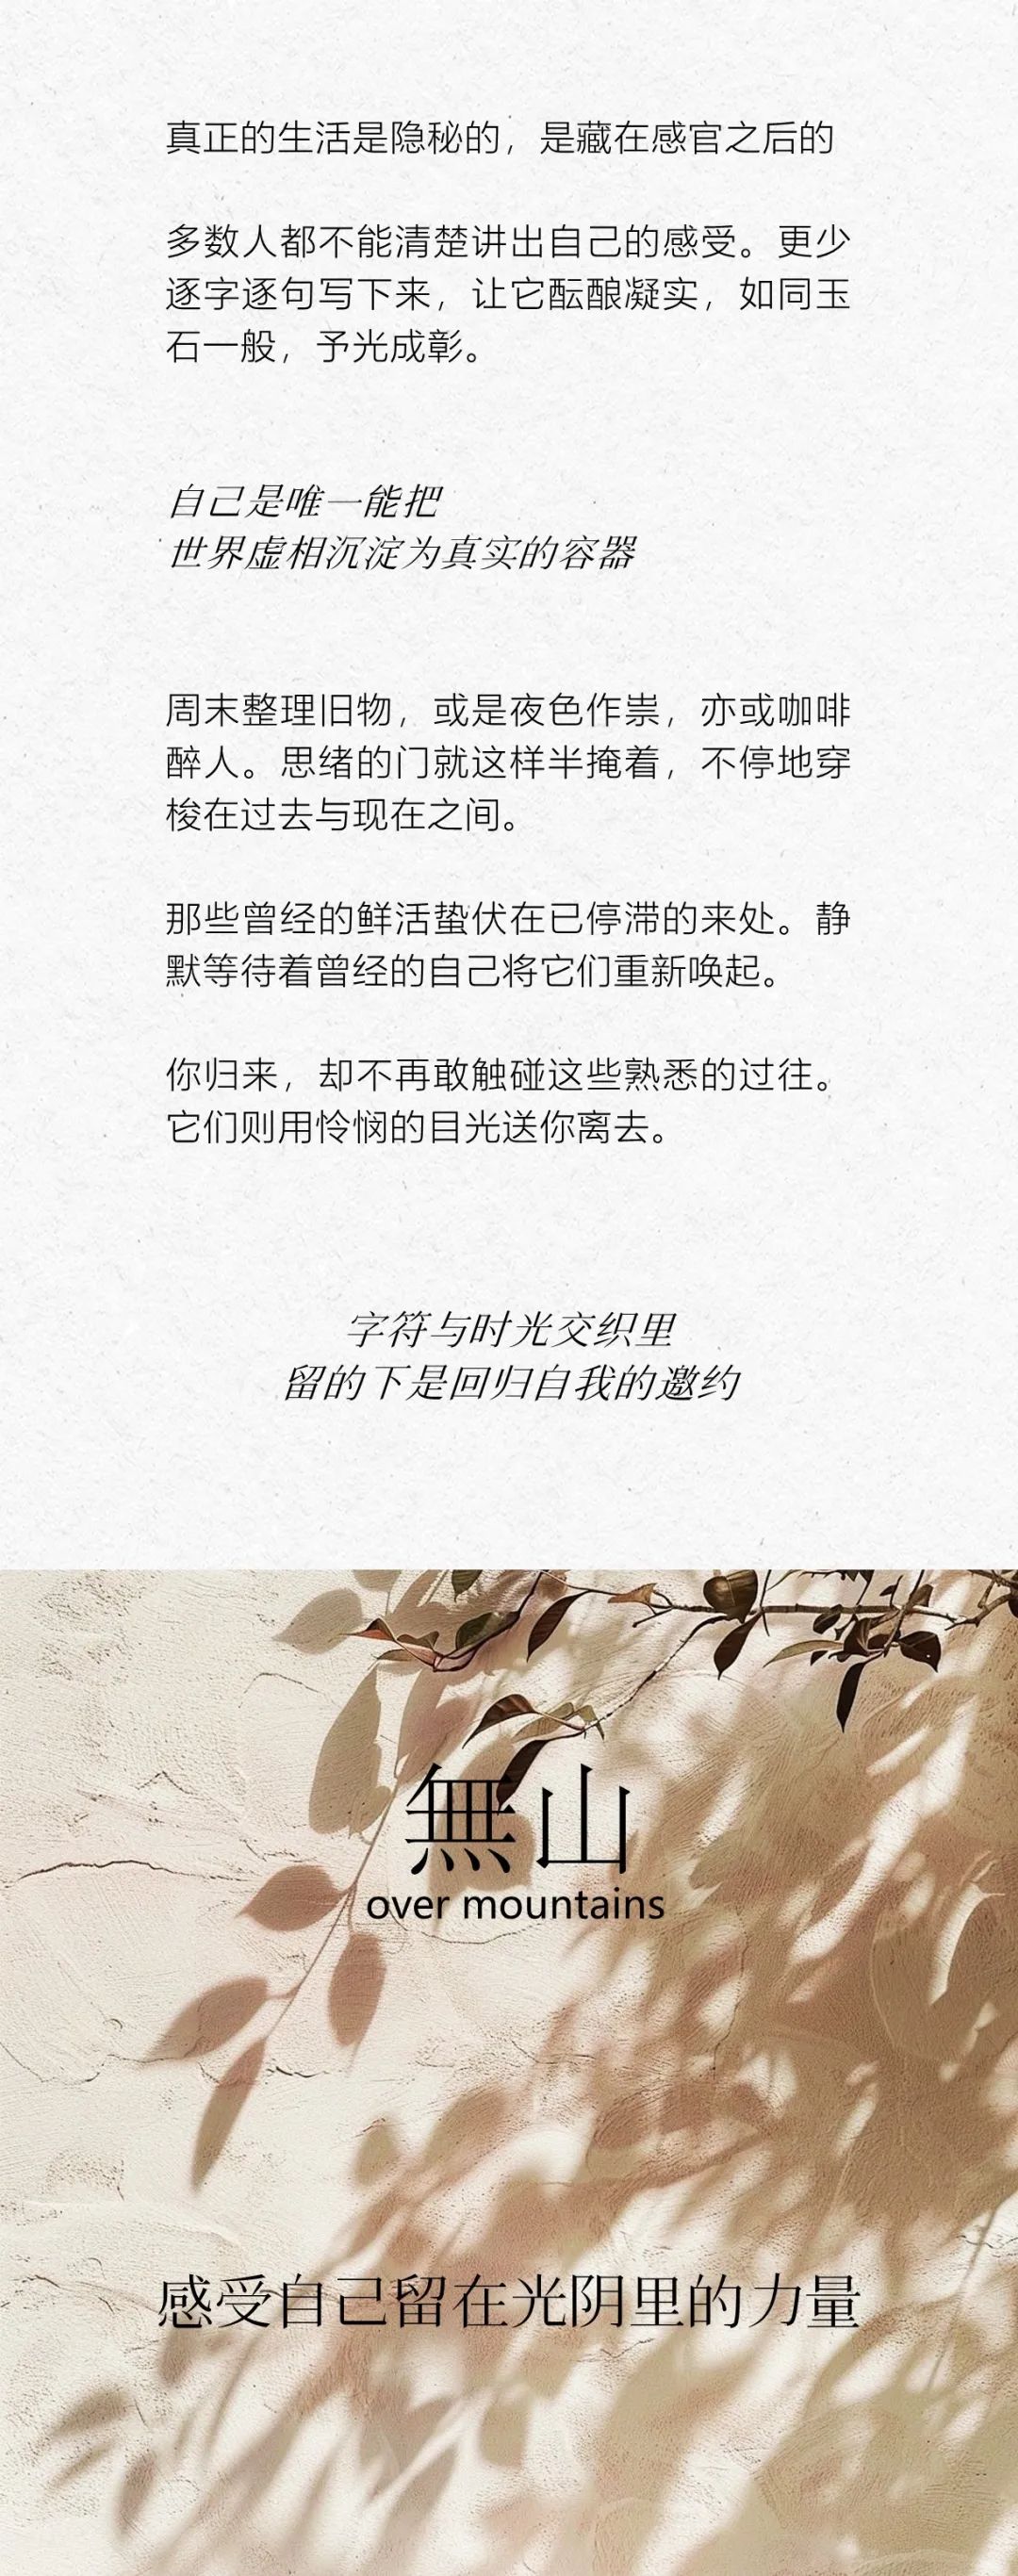 真正的生活是隐秘的，是藏在感官之后的
多数人都不能清楚讲出自己的感受。更少
逐字逐句写下来，让它酝酿凝实，如同玉
石一般，予光成彰。
自己是唯一能把
世界虚相沉淀为真实的容器
周末整理旧物，或是夜色作祟，亦或咖啡
醉人。思绪的门就这样半掩着，不停地穿
梭在过去与现在之间。
那些曾经的鲜活蛰伏在已停滞的来处。静
默等待着曾经的自己将它们重新唤起。
你归来，却不再敢触碰这些熟悉的过往。
它们则用怜悯的目光送你离去。
字符与时光交织里
留的下是回归自我的邀约
無山
over mountains
感受自己留在光阴里的力量